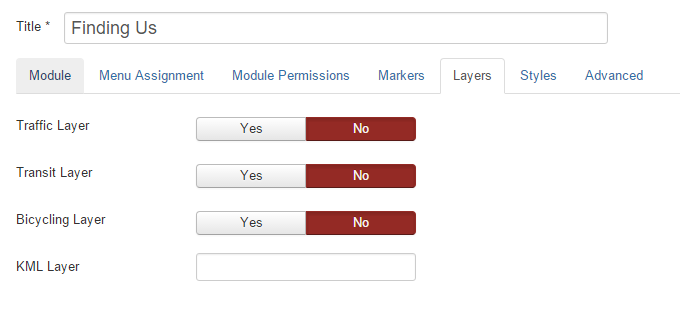 Title * Finding Us
Module Menu Assignment Module Permissions Markers Layers Styles Advanced
Traffic Layer Yes No
Transit Layer Yes No
Bicycling Layer Yes No
KML Layer